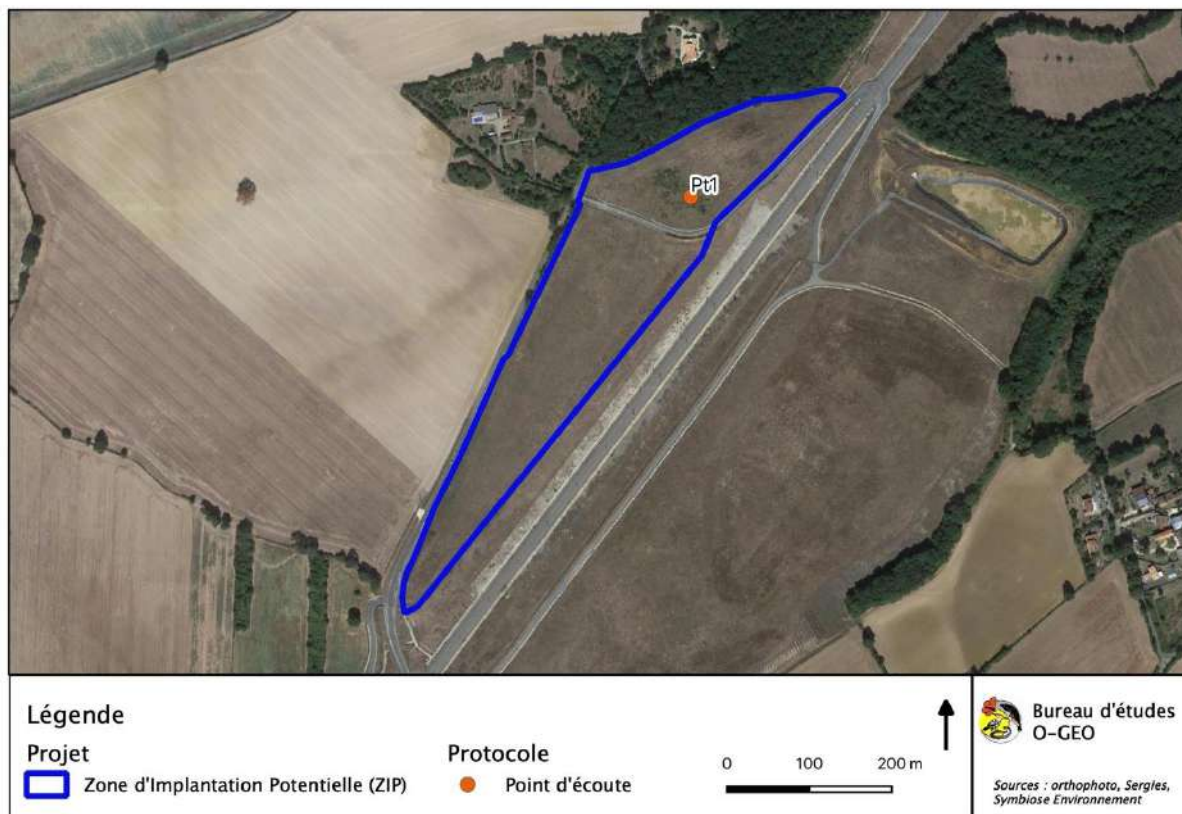 Pt1
Légende
Projet
Zone d'Implantation Potentielle (ZIP)
Protocole
Point d'écoute
0 100 200 m
Bureau d'études
O-GEO
Sources : orthophoto, Sergies,
Symbiose Environnement